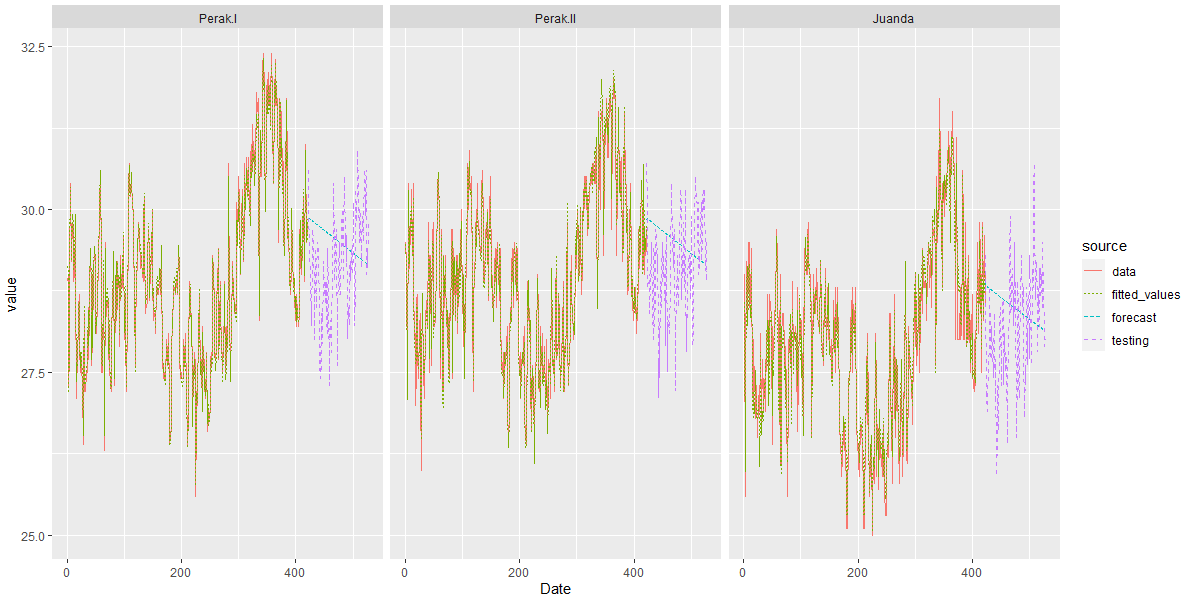 Perak.I Perak.II Juanda
32.5
30.0
27.5
25.0
value
0 200 400 0 200 400 0 200 400
Date
source
data
fitted_values
forecast
testing